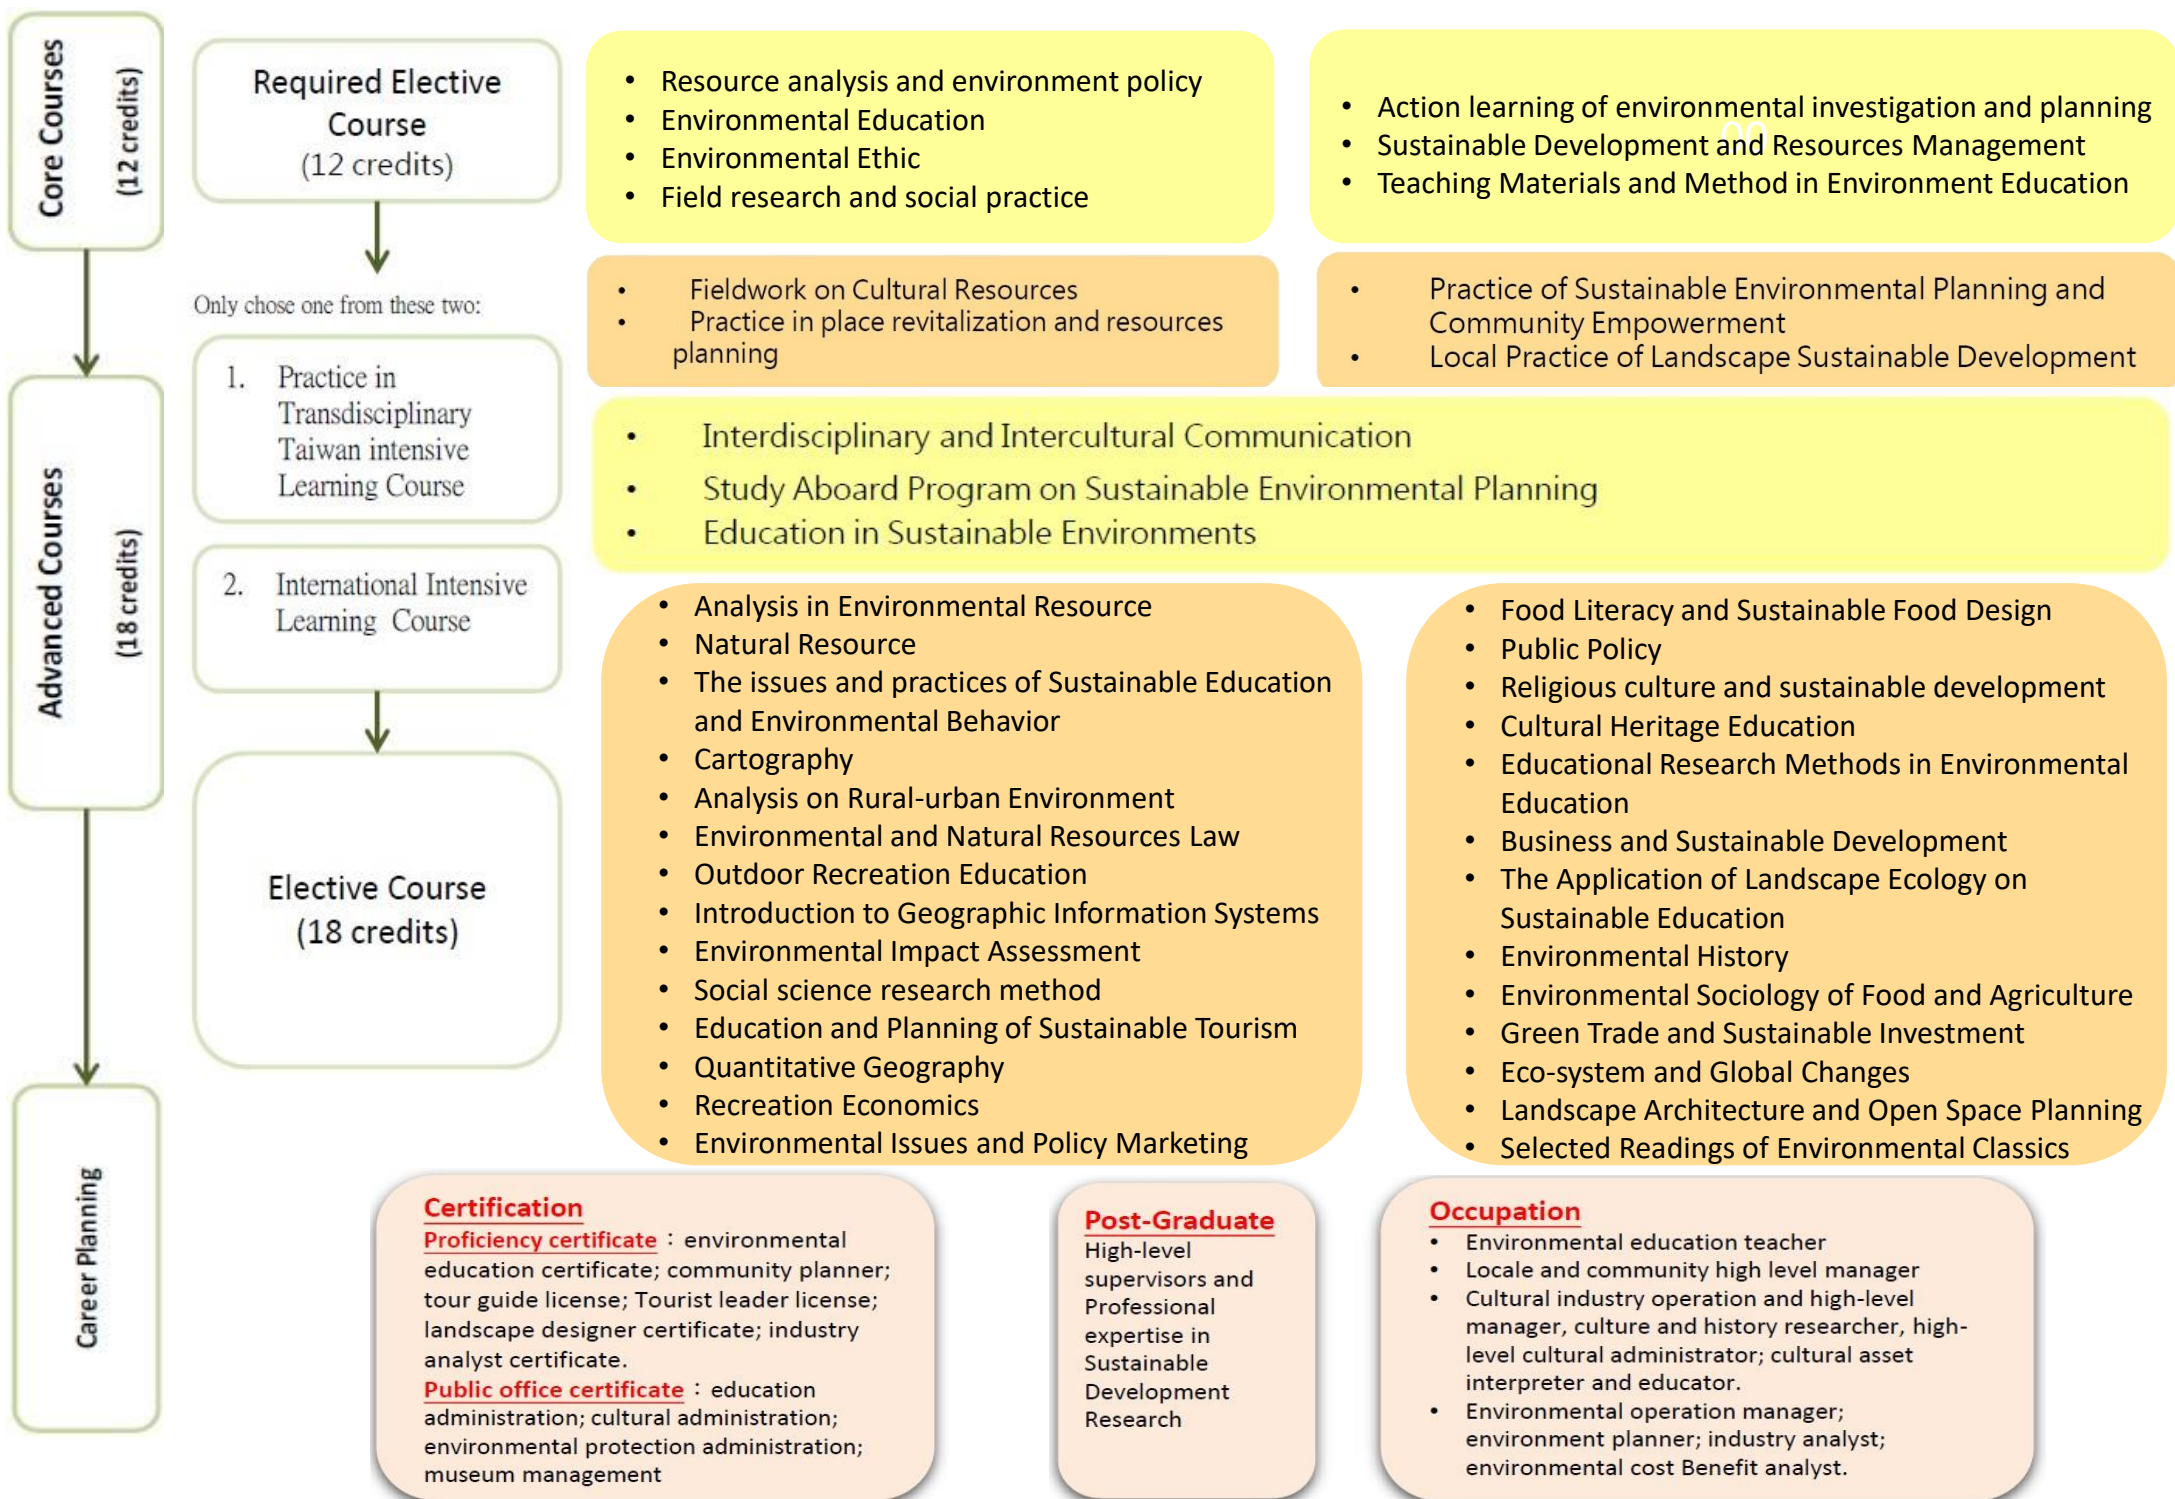 Core Courses
(12 credits)
Required Elective
Course
(12 credits)
• Resource analysis and environment policy
• Environmental Education
• Environmental Ethic
• Field research and social practice
• Action learning of environmental investigation and planning
00
• Sustainable Development and Resources Management
• Teaching Materials and Method in Environment Education
Only chose one from these two:
• Fieldwork on Cultural Resources
• Practice in place revitalization and resources
planning
• Practice of Sustainable Environmental Planning and
Community Empowerment
• Local Practice of Landscape Sustainable Development
Advanced Courses
(18 credits)
1. Practice in
Transdisciplinary
Taiwan intensive
Learning Course
2. International Intensive
Learning Course
• Interdisciplinary and Intercultural Communication
• Study Aboard Program on Sustainable Environmental Planning
• Education in Sustainable Environments
Elective Course
(18 credits)
• Analysis in Environmental Resource
• Natural Resource
• The issues and practices of Sustainable Education
and Environmental Behavior
• Cartography
• Analysis on Rural-urban Environment
• Environmental and Natural Resources Law
• Outdoor Recreation Education
• Introduction to Geographic Information Systems
• Environmental Impact Assessment
• Social science research method
• Education and Planning of Sustainable Tourism
• Quantitative Geography
• Recreation Economics
• Environmental Issues and Policy Marketing
• Food Literacy and Sustainable Food Design
• Public Policy
• Religious culture and sustainable development
• Cultural Heritage Education
• Educational Research Methods in Environmental
Education
• Business and Sustainable Development
• The Application of Landscape Ecology on
Sustainable Education
• Environmental History
• Environmental Sociology of Food and Agriculture
• Green Trade and Sustainable Investment
• Eco-system and Global Changes
• Landscape Architecture and Open Space Planning
• Selected Readings of Environmental Classics
Career Planning
Certification
Proficiency certificate：environmental
education certificate; community planner;
tour guide license; Tourist leader license;
landscape designer certificate; industry
analyst certificate.
Public office certificate：education
administration; cultural administration;
environmental protection administration;
museum management
Post-Graduate
High-level
supervisors and
Professional
expertise in
Sustainable
Development
Research
Occupation
• Environmental education teacher
• Locale and community high level manager
• Cultural industry operation and high-level
manager, culture and history researcher, high-
level cultural administrator; cultural asset
interpreter and educator.
• Environmental operation manager;
environment planner; industry analyst;
environmental cost Benefit analyst.